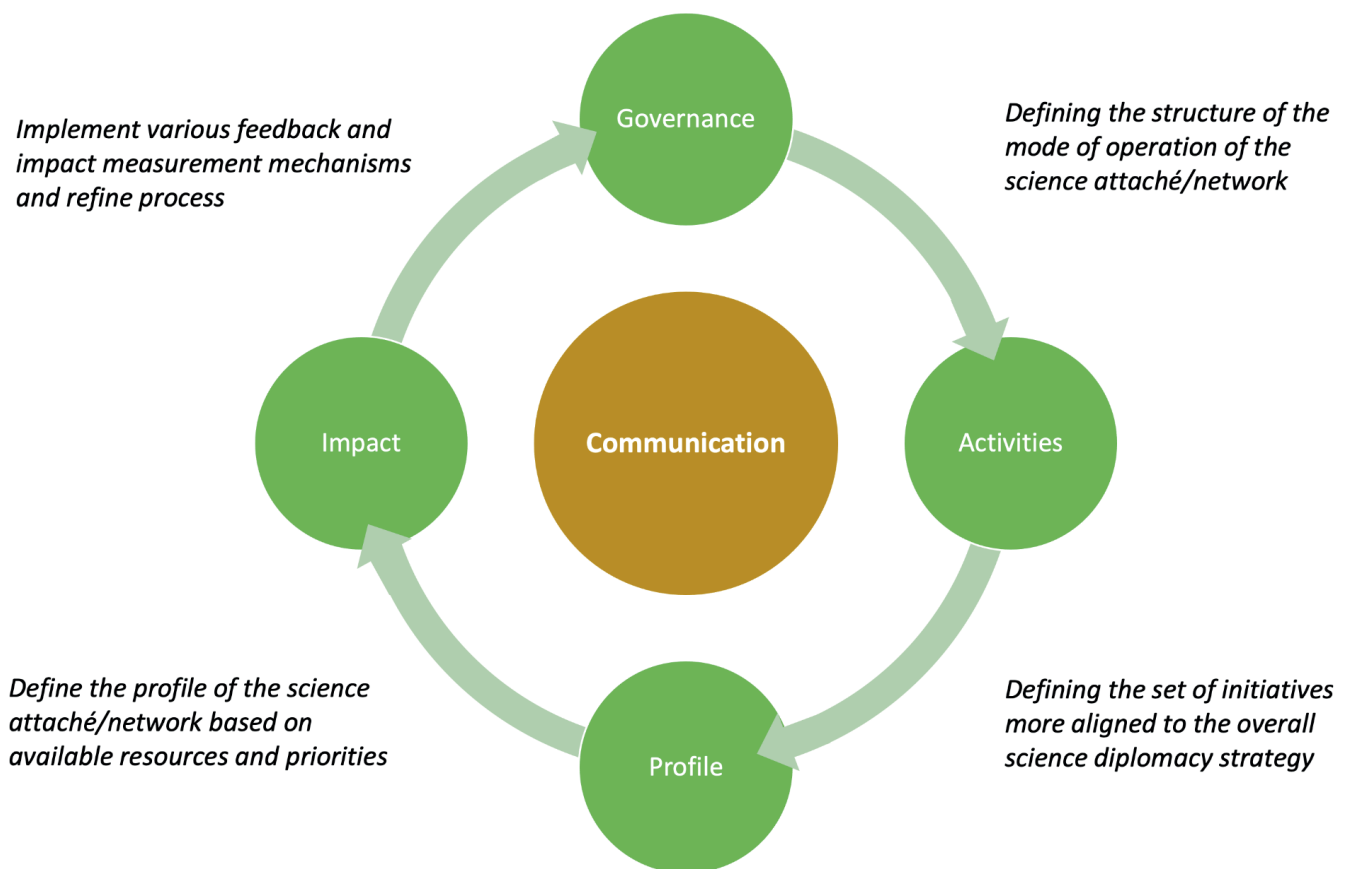 Governance
Implement various feedback and
impact measurement mechanisms
and refine process
Defining the structure of the
mode of operation of the
science attaché/network
Impact
Communication
Activities
Define the profile of the science
attaché/network based on
available resources and priorities
Profile
Defining the set of initiatives
more aligned to the overall
science diplomacy strategy